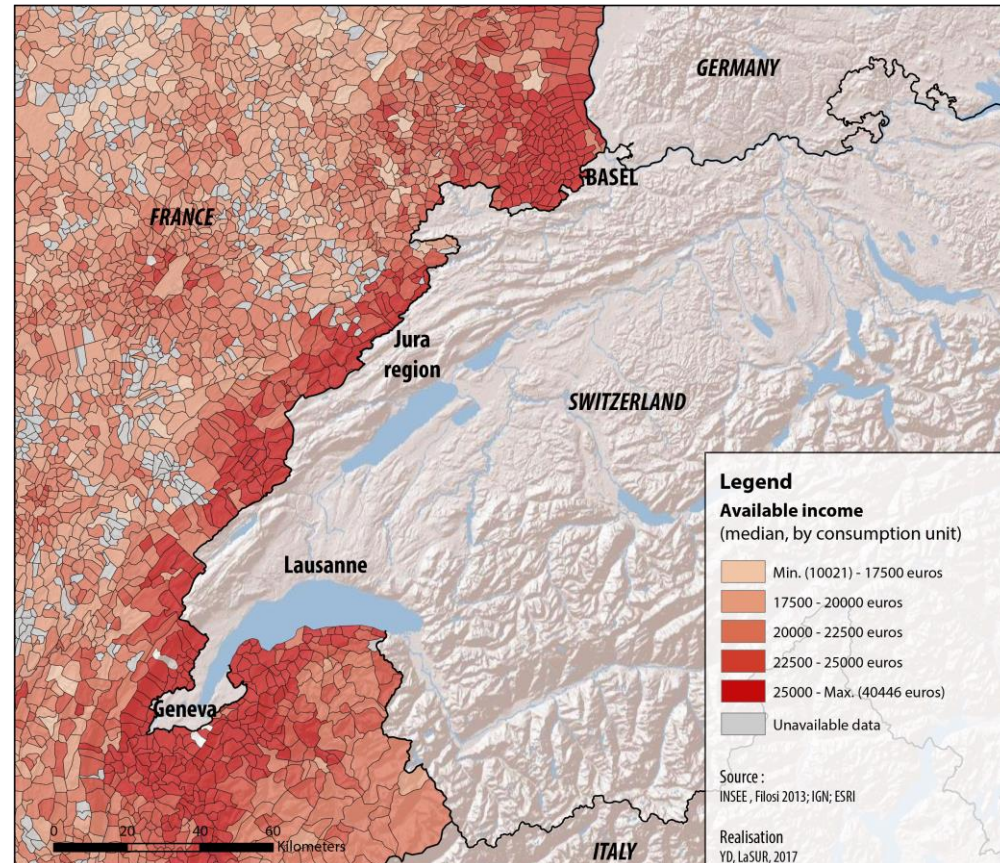 GERMANY
BASEL
FRANCE
Jura
region
SWITZERLAND
Lausanne
Geneva
ITALY
0 20 40 60
Kilometers
Legend
Available income
(median, by consumption unit)
Min. (10021) - 17500 euros
17500 - 20000 euros
20000 - 22500 euros
22500 - 25000 euros
25000 - Max. (40446 euros)
Unavailable data
Source :
INSEE , Filosi 2013; IGN; ESRI
Realisation
YD, LaSUR, 2017